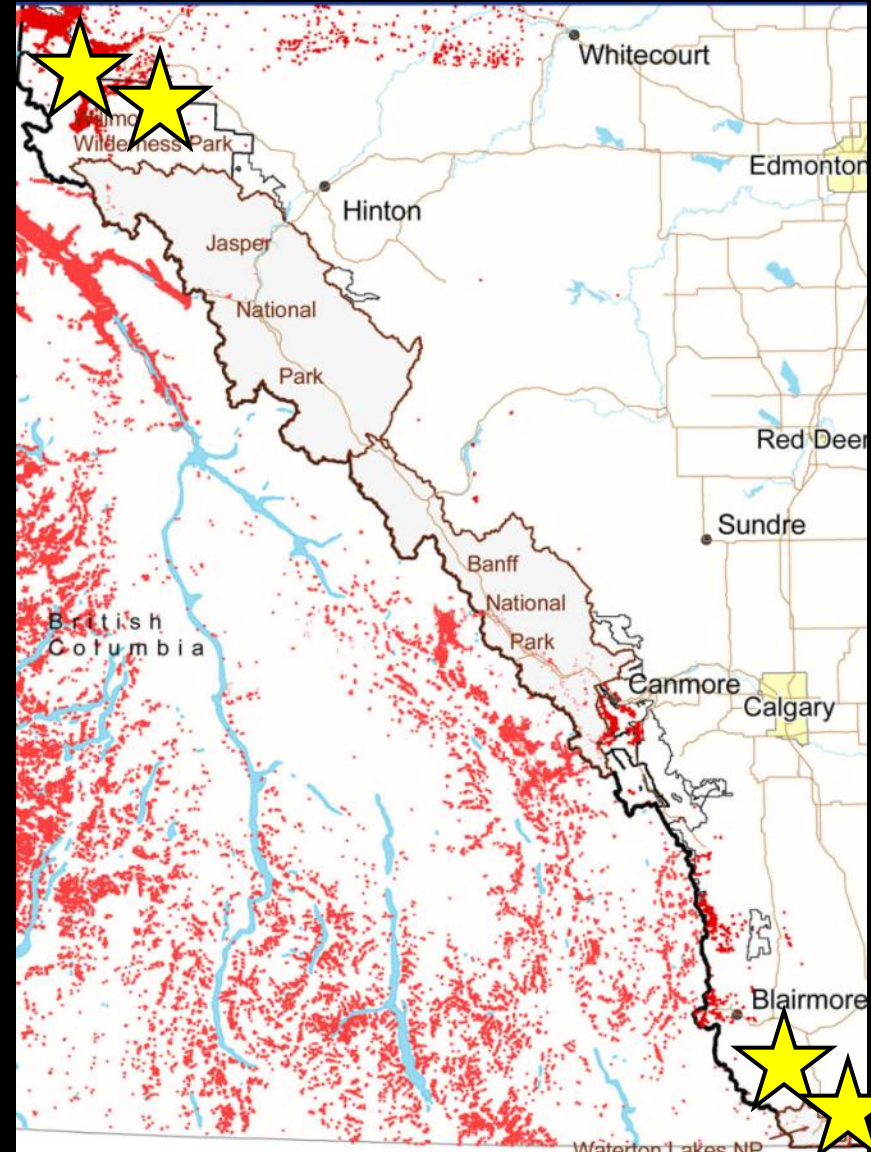 Whitecourt
Wilderness Park
Edmonton
Hinton
Jasper
National
Park
Red Deer
Sundre
Banff
National
Park
British
Columbia
Canmore
Calgary
Blairmore
Waterton Lakes NP